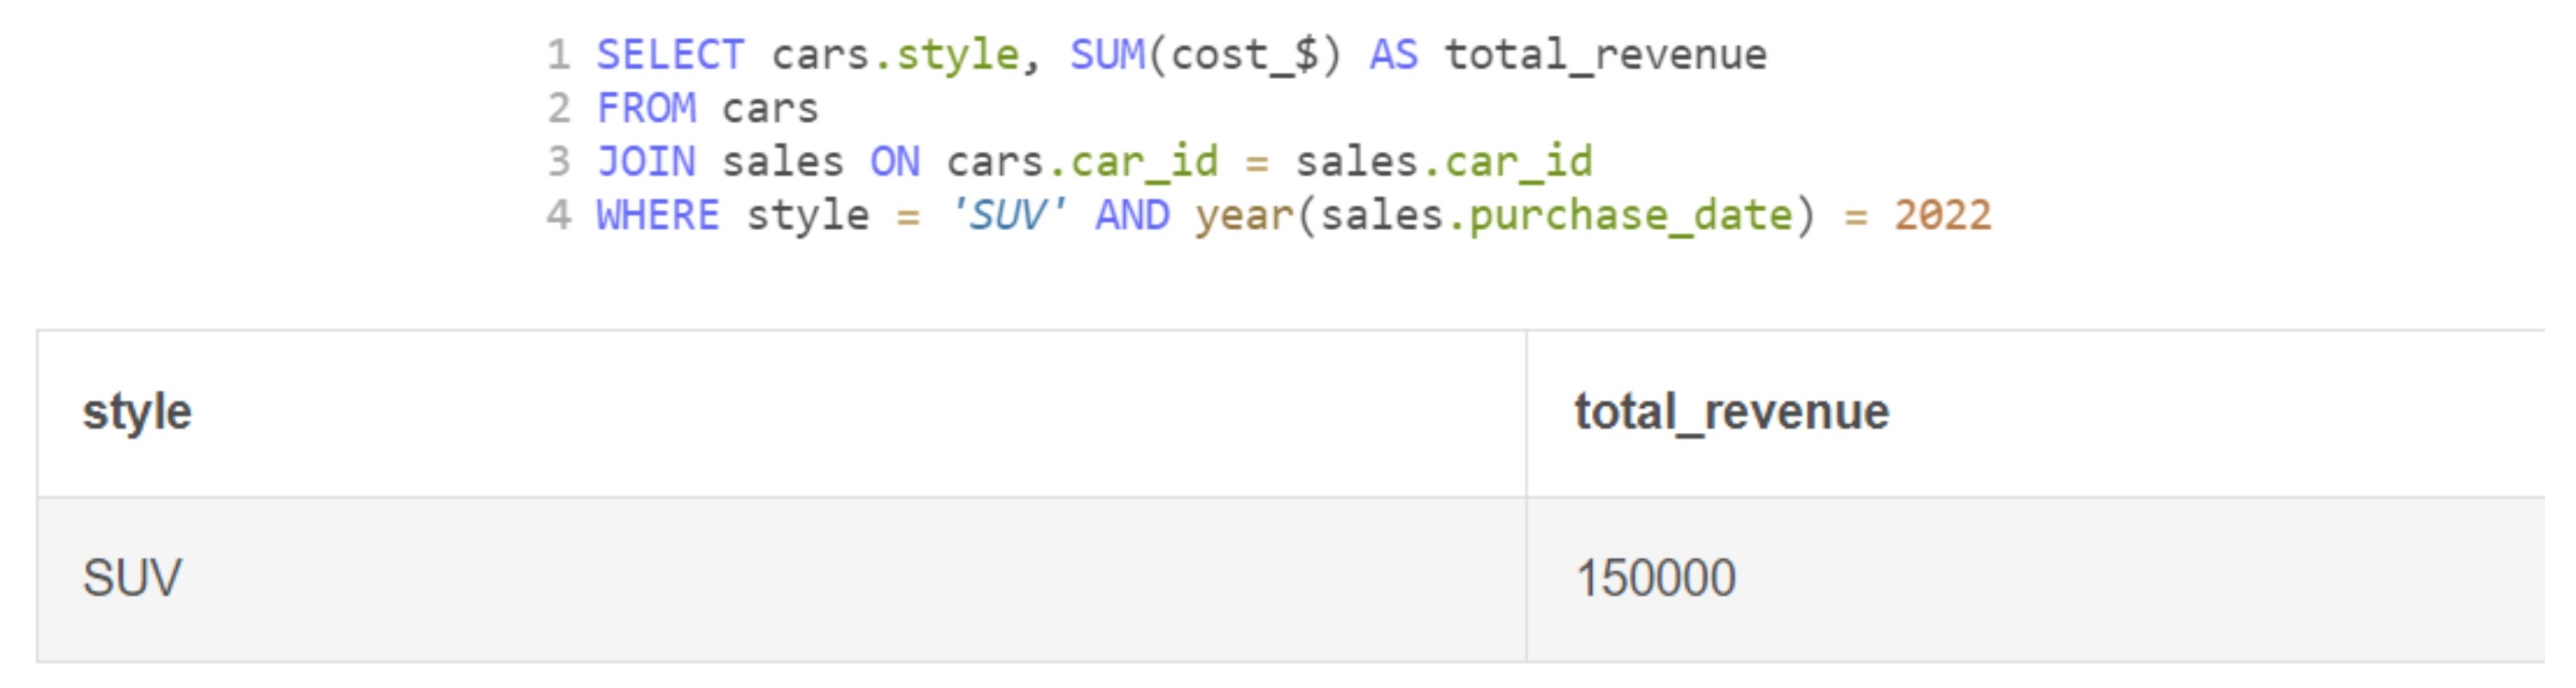 1 SELECT cars.style, SUM(cost_$) AS total_revenue
2 FROM cars
3 JOIN sales ON cars.car_id = sales.car_id
4 WHERE style = 'SUV' AND year(sales.purchase_date) = 2022
style total_revenue
SUV 150000